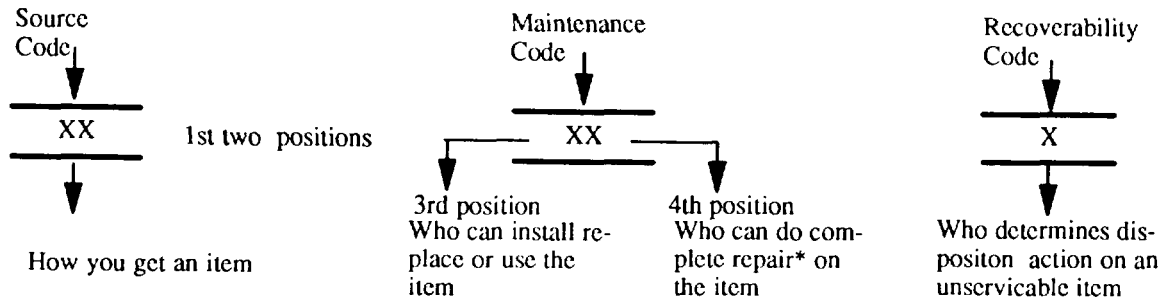 Source
Code
XX
1st two positions
How you get an item
Maintenance
Code
XX
3rd position
Who can install re-
place or use the
item
4th position
Who can do com-
plete repair* on
the item
Recoverability
Code
X
Who determines dis-
positon action on an
unservicable item